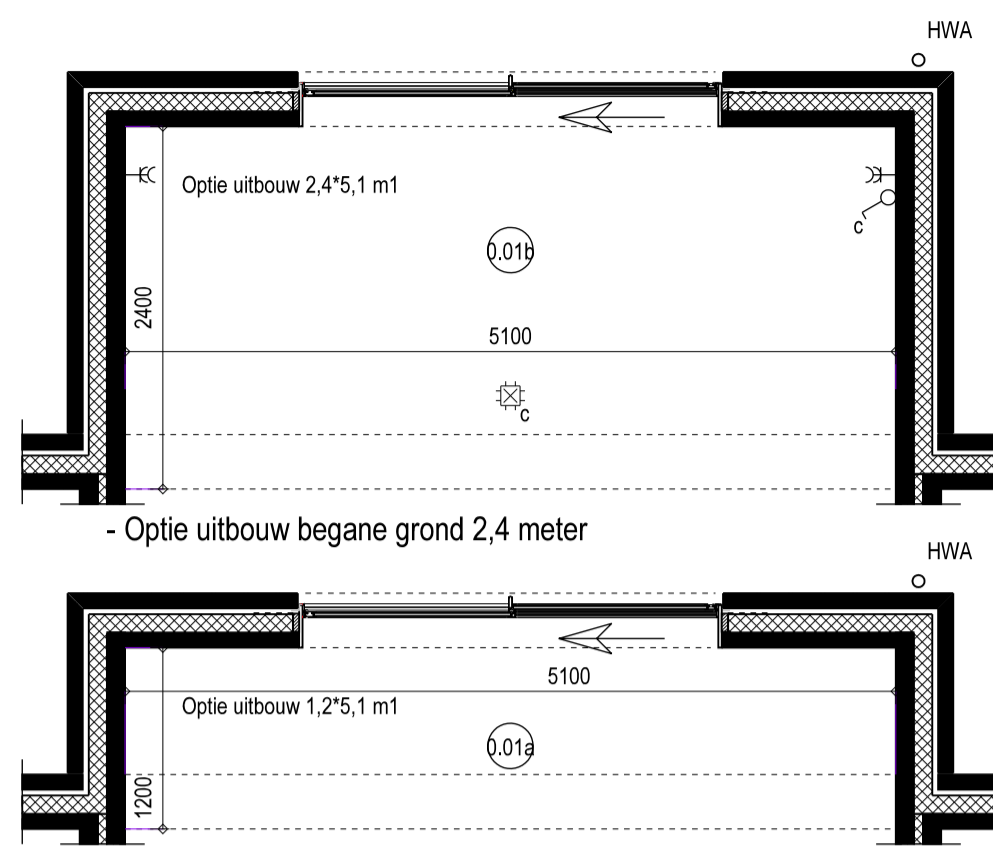 HWA
Optie uitbouw 2,4*5,1 m1
c
0.01b
2400
5100
c
- Optie uitbouw begane grond 2,4 meter
HWA
5100
Optie uitbouw 1,2*5,1 m1
0.01a
1200